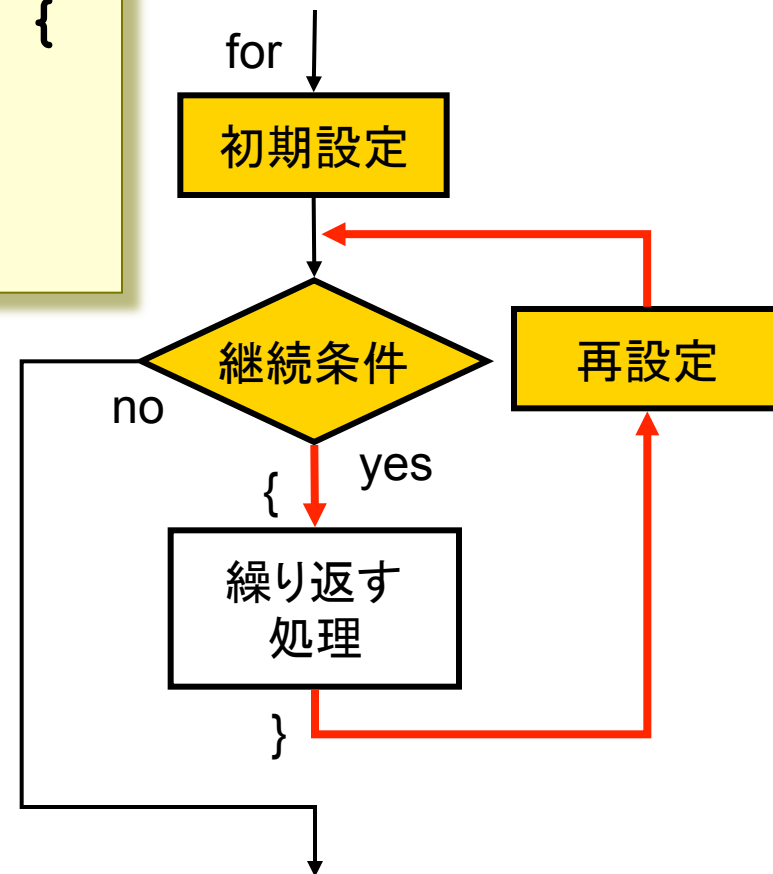 {
for
初期設定
継続条件
再設定
no
yes
{
繰り返す
処理
}